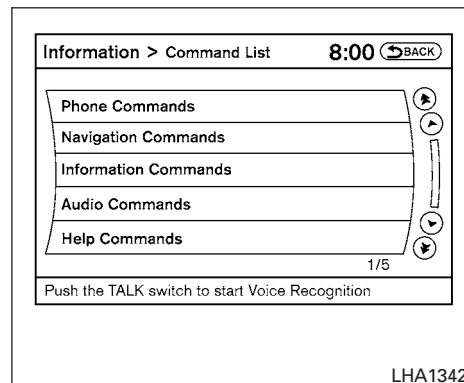 Information > Command List 8:00 BACK
Phone Commands
Navigation Commands
Information Commands
Audio Commands
Help Commands
1/5
Push the TALK switch to start Voice Recognition
LHA1342